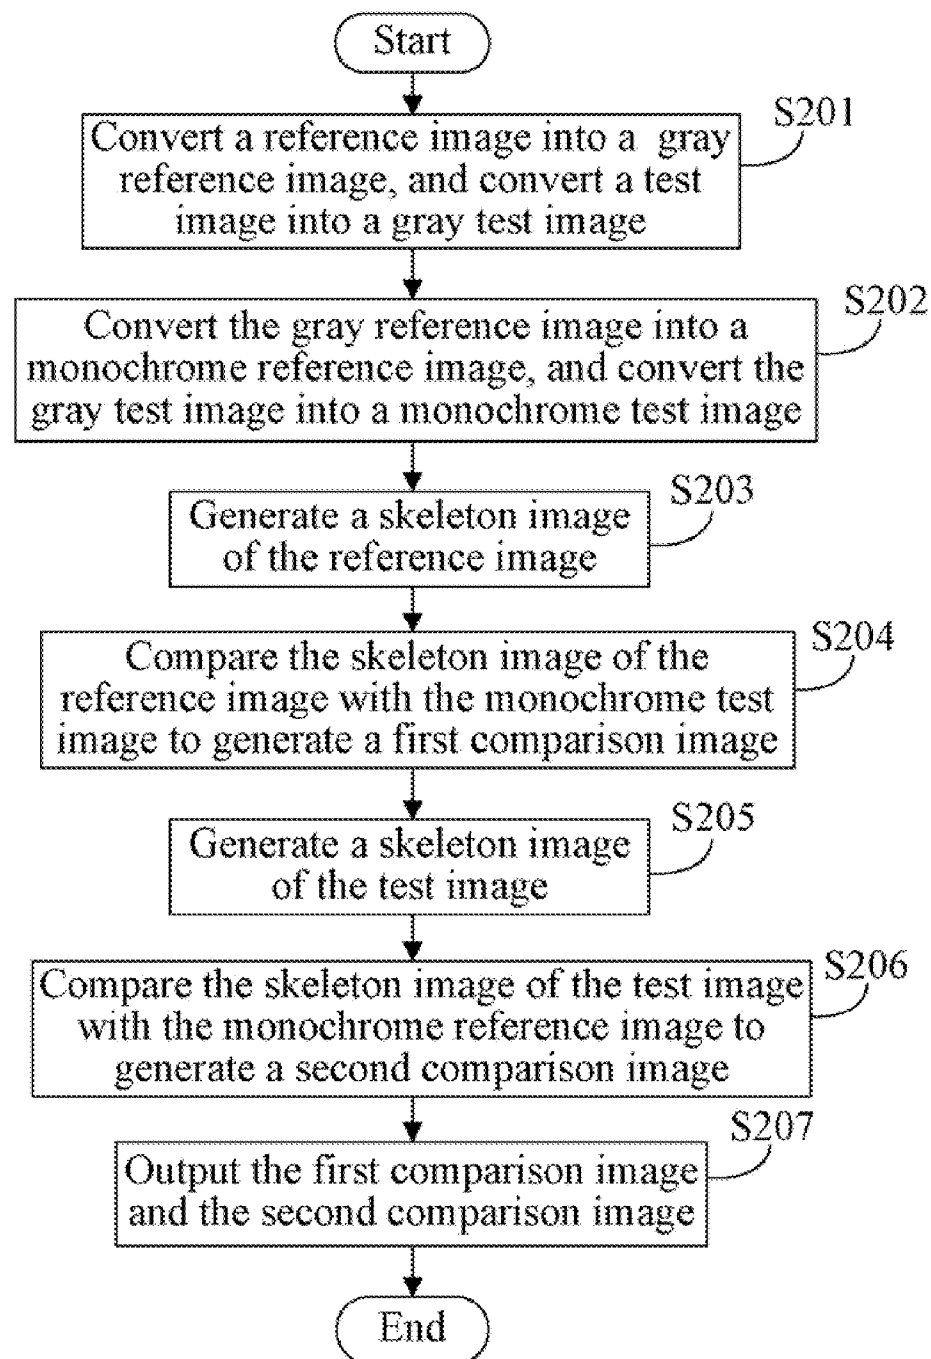 Start
S201
Convert a reference image into a gray
reference image, and convert a test
image into a gray test image
S202
Convert the gray reference image into a
monochrome reference image, and convert the
gray test image into a monochrome test image
S203
Generate a skeleton image
of the reference image
S204
Compare the skeleton image of the
reference image with the monochrome test
image to generate a first comparison image
S205
Generate a skeleton image
of the test image
S206
Compare the skeleton image of the test image
with the monochrome reference image to
generate a second comparison image
S207
Output the first comparison image
and the second comparison image
End